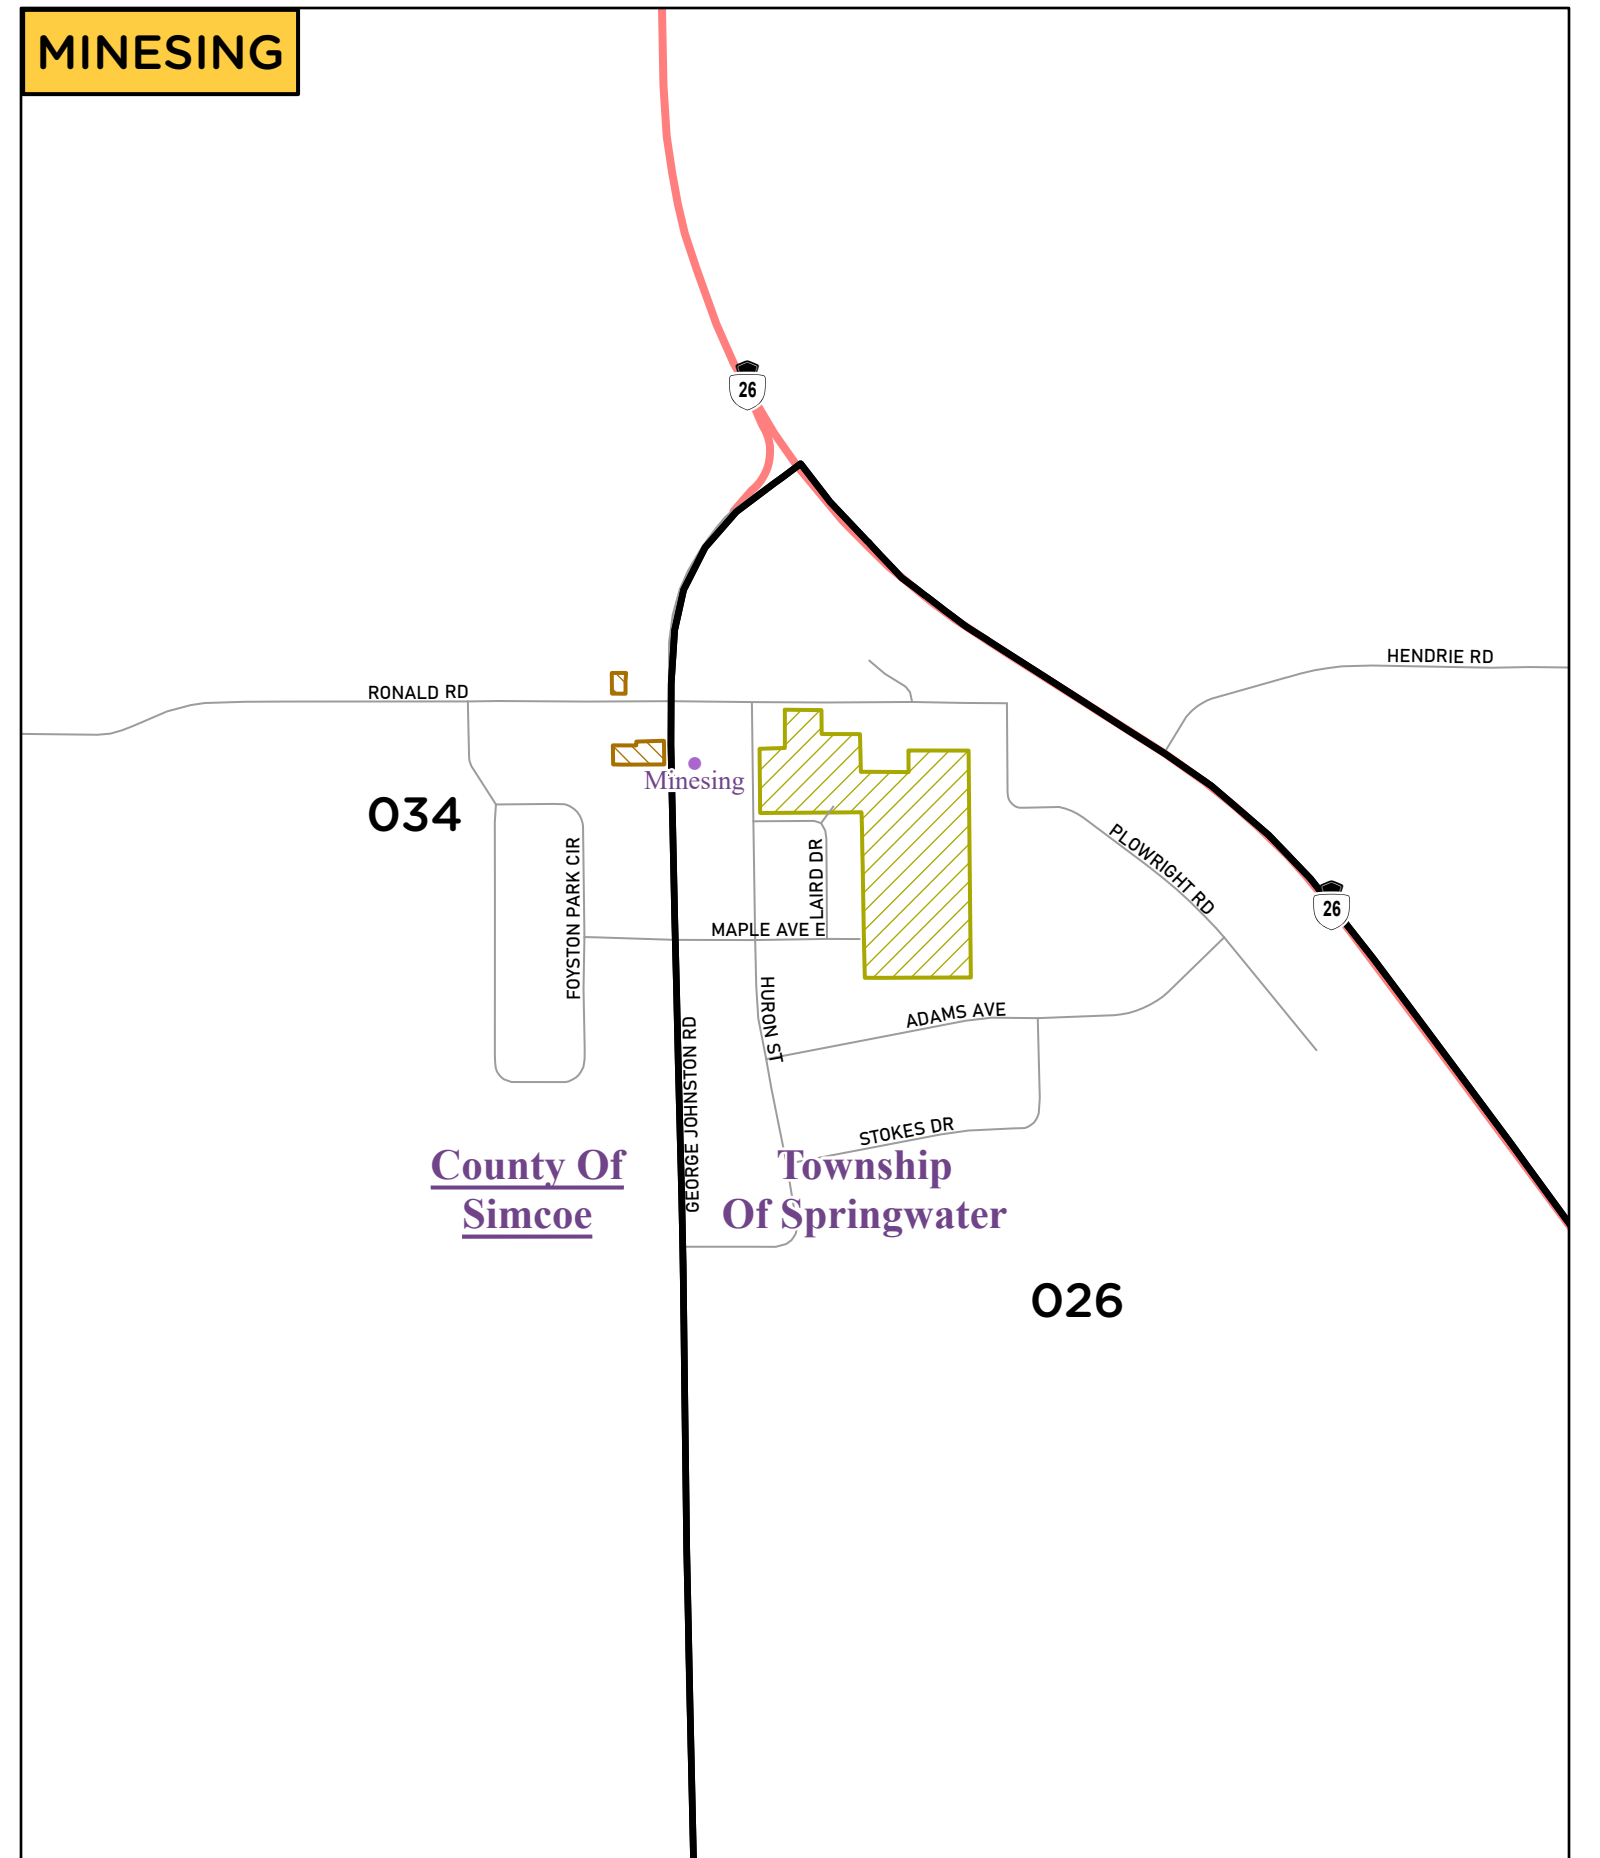 MINESING
26
HENDRIE RD
RONALD RD
Minesing
034
PLOWRIGHT RD
FOYSTON PARK CIR
LAIRD DR
26
MAPLE AVE E
HURON ST
ADAMS AVE
GEORGE JOHNSTON RD
STOKES DR
County Of
Simcoe
Township
Of Springwater
026